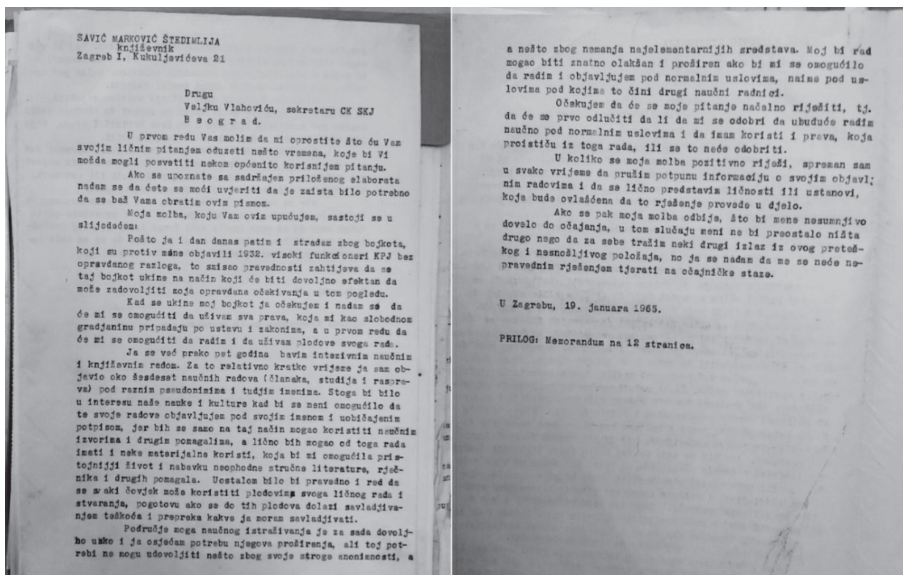 SAVIĆ MARKOVIĆ ŠTEDIMLIJA
književnik
Zagreb I, Kukuljevićeva 21
Drugu
Veljku Vlahoviću, sekretaru CK SKJ
B e o g r a d.
U prvom redu Vas molim da mi oprostite što ću Vam
svojim ličnim pitanjem oduzeti nešto vremena, koje bi Vi
možda mogli posvetiti nekom općenito korisnijem pitanju.
Ako se upoznate sa sadržajem priloženog elaborata
nadam se da ćete se moći uvjeriti da je zaista bilo potrebno
da se baš Vama obratim ovim pismom.
Moja molba, koju Vam ovim upućujem, sastoji se u
slijedećem:
Pošto ja i dan danas patim i stradam zbog bojkota,
koji su protiv mene objavili 1932. visoki funkcioneri KPJ bez
opravdanog razloga, to smisao pravednosti zahtijeva da se
taj bojkot ukine na način koji će biti dovoljno efektan da
može zadovoljiti moja opravdana očekivanja u tom pogledu.
Kad se ukine moj bojkot ja očekujem i nadam se da
će mi se omogućiti da uživam sva prava, koja mi kao slobodnom
gradjaninu pripadaju po ustavu i zakonima, a u prvom redu da
će mi se omogućiti da radim i da uživam plodove svoga rada.
Ja se već preko pet godina bavim intezivnim naučnim
i književnim radom. Za to relativno kratko vrijeme ja sam ob-
javio oko šezdesat naučnih radova (članaka, studija i raspra-
va) pod raznim pseudonimima i tudjim imenima. Stoga bi bilo
u interesu naše nauke i kulture kad bi se meni omogućilo da
te svoje radove objavljujem pod svojim imenom i uobičajenim
potpisom, jer bih se samo na taj način mogao koristiti naučnim
izvorima i drugim pomagalima, a lično bih mogao od toga rada
imeti i neke materijalne koristi, koja bi mi omogućila pris-
tojnijji život i nabavku neophodne stručne literature, rječ-
nika i drugih pomagala. Uostalom bilo bi pravedno i red da
se svaki čovjek može koristiti plodovima svoga ličnog rada i
stvaranja, pogotovu ako se do tih plodova dolazi savladjiva-
njem teškoća i prepreka kakve ja moram savladjivati.
Područje moga naučnog istraživanja je za sada dovolj-
no usko i ja osjećam potrebu njegova proširenja, ali toj pot-
rebi ne mogu udovoljiti nešto zbog svoje stroge anonimnosti, a
a nešto zbog nemanja najelementarnijih sredstava. Moj bi rad
mogao biti znatno olakšan i proširen ako bi mi se omogućilo
da radim i objavljujem pod normalnim uslovima, naime pod us-
lovima pod kojima to čini drugi naučni radnici.
Očekujem da će se moje pitanje načelno riješiti, tj.
da će se prvo odlučiti da li da mi se odobri da ubuduće radim
naučno pod normalnim uslovima i da imam koristi i prava, koja
proističu iz toga rada, ili se to neće odobriti.
U koliko se moja molba pozitivno riješi, spreman sam
u svako vrijeme da pružim potpunu informaciju o svojim objavlj
nim radovima i da se lično predstavim ličnosti ili ustanovi,
koja bude ovlašćena da to rješenje provede u djelo.
Ako se pak moja molba odbije, što bi mene nesumnjivo
dovelo do očajanja, u tom slučaju meni ne bi preostalo ništa
drugo nego da za sebe tražim neki drugi izlaz iz ovog preteš-
kog i nesnošljivog položaja, no ja se nadam da me se neće ne-
pravednim rješenjem tjerati na očajničke staze.
U Zagrebu, 19. januara 1965.
PRILOG: Memorandum na 12 stranica.